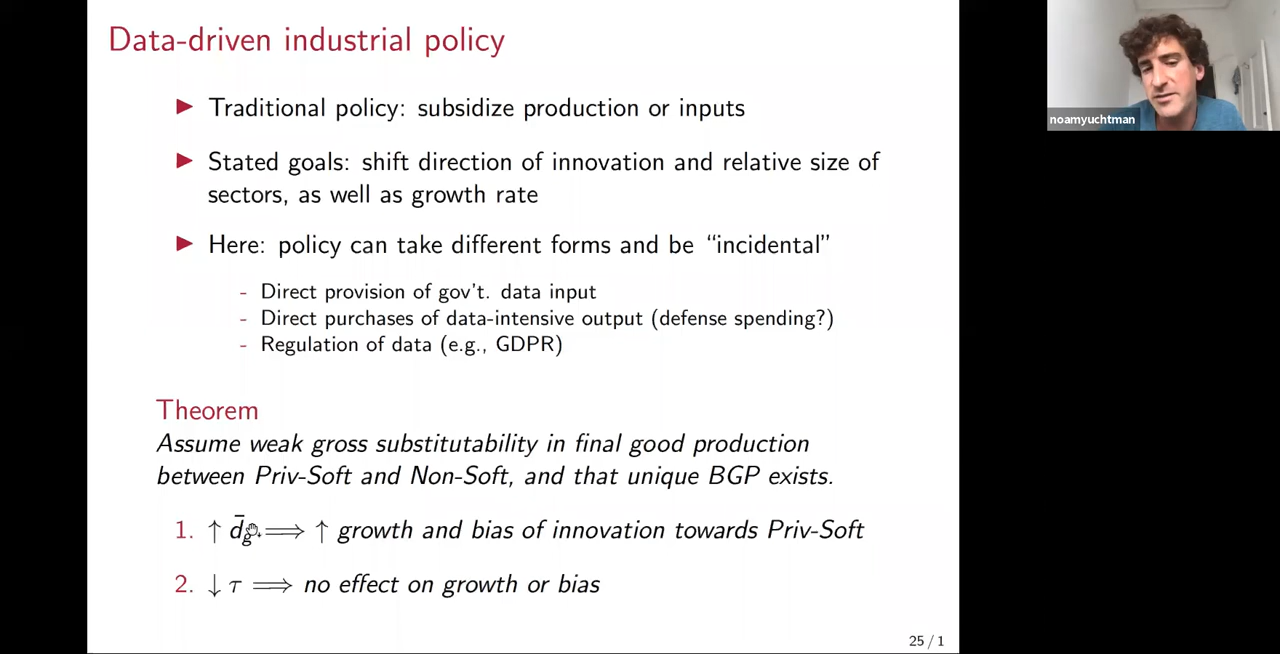 Data-driven industrial policy
▶ Traditional policy: subsidize production or inputs
▶ Stated goals: shift direction of innovation and relative size of
sectors, as well as growth rate
▶ Here: policy can take different forms and be “incidental”
- Direct provision of gov't. data input
- Direct purchases of data-intensive output (defense spending?)
- Regulation of data (e.g., GDPR)
Theorem
Assume weak gross substitutability in final good production
between Priv-Soft and Non-Soft, and that unique BGP exists.
1. ↑ d̄g ⟹ ↑ growth and bias of innovation towards Priv-Soft
2. ↓ τ ⟹ no effect on growth or bias
25 / 1
noamyuchtman